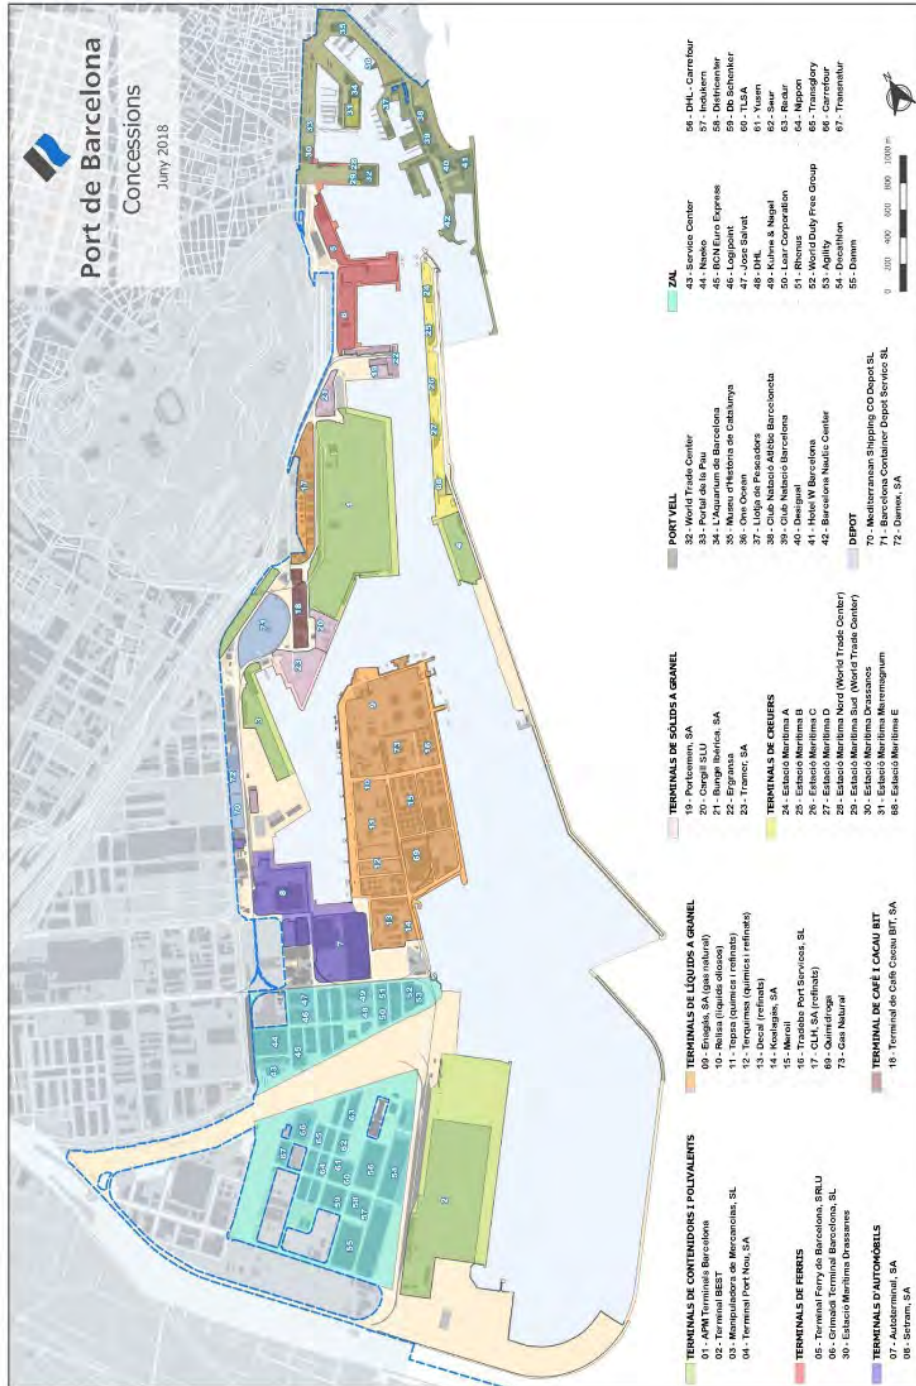 Port de Barcelona
Concessions
Juny 2018
TERMINALS DE CONTENIDORS I POLIVALENTS
01 - APM Terminals Barcelona
02 - Terminal BEST
03 - Manipuladora de Mercancías, SL
04 - Terminal Port Nou, SA
TERMINALS DE FERRIS
05 - Terminal Ferry de Barcelona, SRLU
06 - Grimaldi Terminal Barcelona, SL
30 - Estació Marítima Drassanes
TERMINALS D'AUTOMÒBILS
07 - Autoterminal, SA
08 - Setram, SA
TERMINALS DE LÍQUIDS A GRANEL
09 - Enagás, SA (gas natural)
10 - Relisa (líquids oliosos)
11 - Tepsa (químics i refinats)
12 - Terquimsa (químics i refinats)
13 - Decal (refinats)
14 - Koalagás, SA
15 - Meroil
16 - Tradebe Port Services, SL
17 - CLH, SA (refinats)
69 - Quimidroga
73 - Gas Natural
TERMINAL DE CAFÈ I CACAU BIT
18 - Terminal de Cafè Cacau BIT, SA
TERMINALS DE SÒLIDS A GRANEL
19 - Portcemen, SA
20 - Cargill SLU
21 - Bunge Ibérica, SA
22 - Ergransa
23 - Tramer, SA
TERMINALS DE CREUERS
24 - Estació Marítima A
25 - Estació Marítima B
26 - Estació Marítima C
27 - Estació Marítima D
28 - Estació Marítima Nord (World Trade Center)
29 - Estació Marítima Sud (World Trade Center)
30 - Estació Marítima Drassanes
31 - Estació Marítima Maremagnum
68 - Estació Marítima E
PORT VELL
32 - World Trade Center
33 - Portal de la Pau
34 - L'Aquarium de Barcelona
35 - Museu d'Història de Catalunya
36 - One Ocean
37 - Llotja de Pescadors
38 - Club Natació Atlètic Barceloneta
39 - Club Natació Barcelona
40 - Desigual
41 - Hotel W Barcelona
42 - Barcelona Nautic Center
DEPOT
70 - Mediterranean Shipping CO Depot SL
71 - Barcelona Container Depot Service SL
72 - Damex, SA
ZAL
43 - Service Center
44 - Naeko
45 - BCN Euro Express
46 - Logipoint
47 - Jose Salvat
48 - DHL
49 - Kuhne & Nagel
50 - Lear Corporation
51 - Rhenus
52 - World Duty Free Group
53 - Agility
54 - Decathlon
55 - Damm
56 - DHL - Carrefour
57 - Indukern
58 - Districenter
59 - Db Schenker
60 - TLSA
61 - Yusen
62 - Seur
63 - Redur
64 - Nippon
65 - Transglory
66 - Carrefour
67 - Transnatur
0 200 400 600 800 1000 m